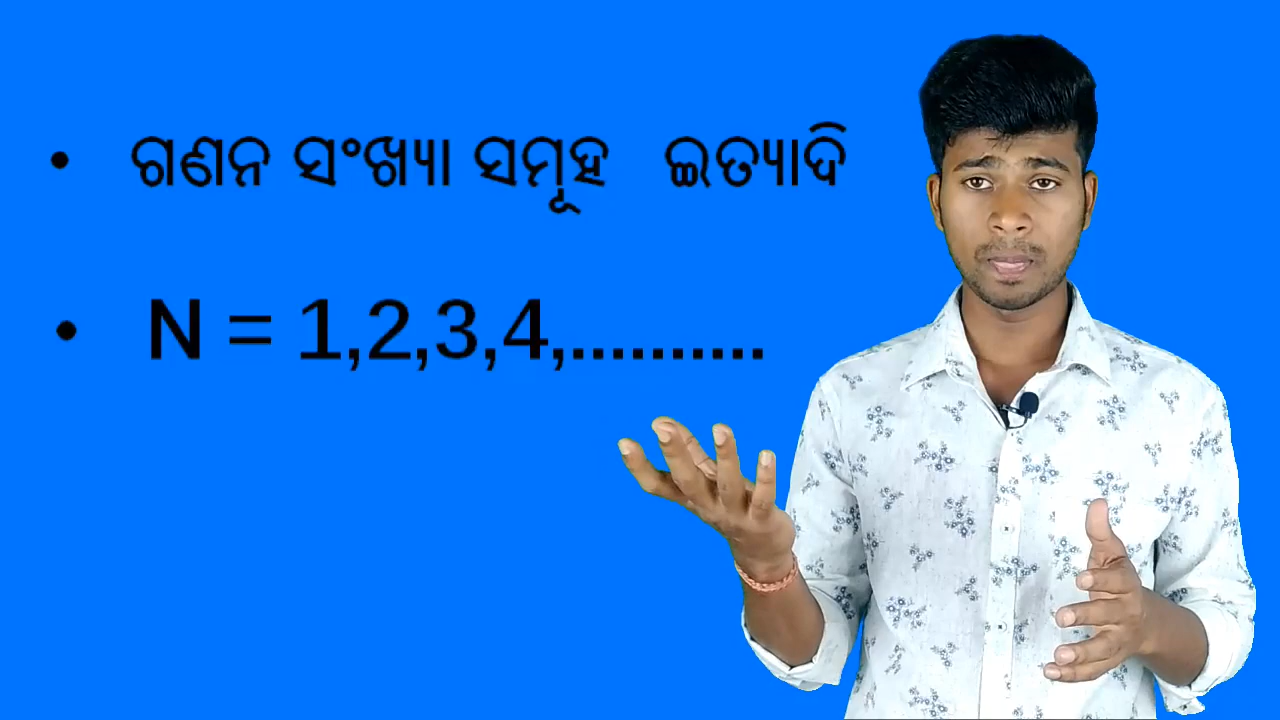 • ଗଣନ ସଂଖ୍ୟା ସମୂହ ଇତ୍ୟାଦି
• N = 1,2,3,4,..........